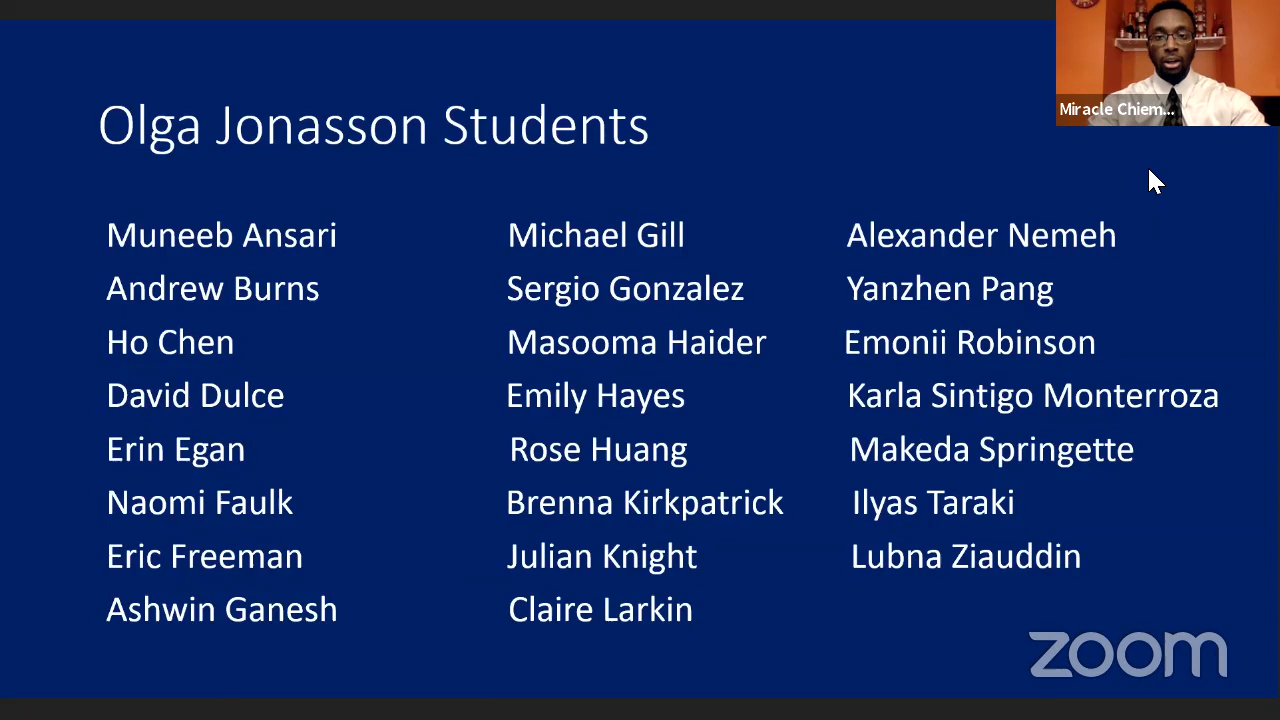 Olga Jonasson Students
Miracle Chiem...
Muneeb Ansari
Andrew Burns
Ho Chen
David Dulce
Erin Egan
Naomi Faulk
Eric Freeman
Ashwin Ganesh
Michael Gill
Sergio Gonzalez
Masooma Haider
Emily Hayes
Rose Huang
Brenna Kirkpatrick
Julian Knight
Claire Larkin
Alexander Nemeh
Yanzhen Pang
Emonii Robinson
Karla Sintigo Monterroza
Makeda Springette
Ilyas Taraki
Lubna Ziauddin
zoom